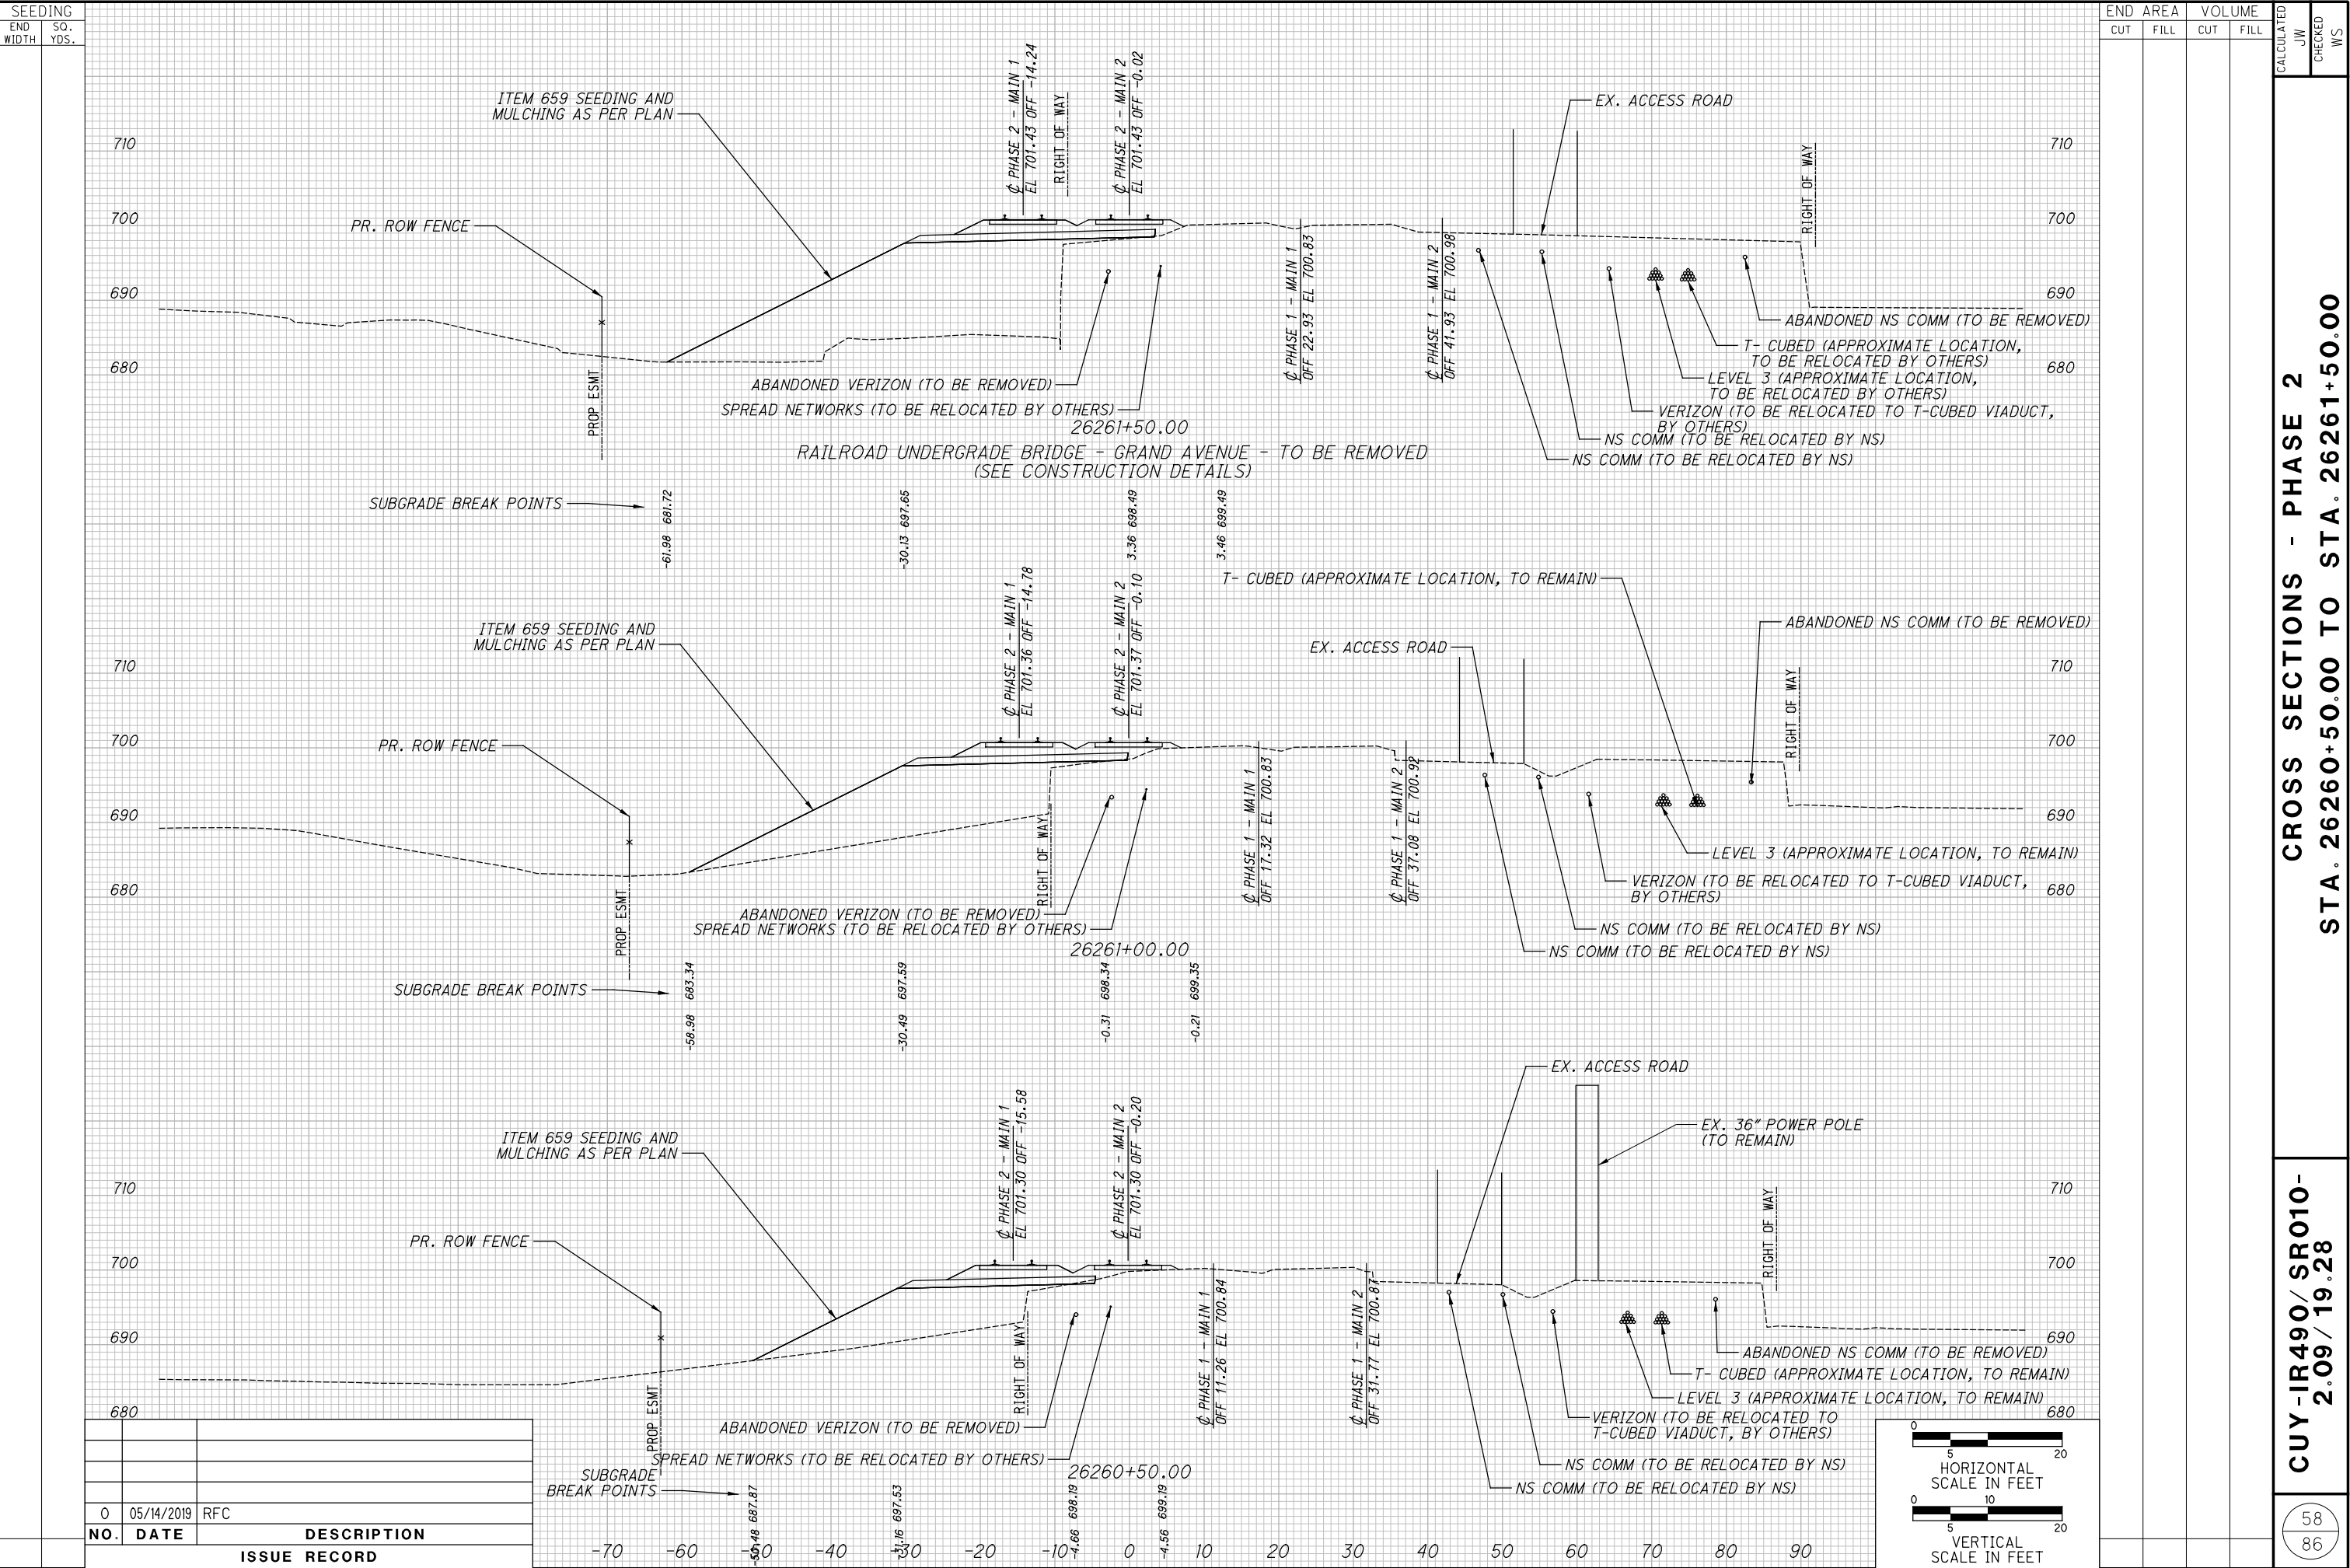 SEEDING
END WIDTH
SQ. YDS.
END AREA
VOLUME
CUT
FILL
CUT
FILL
CALCULATED
JW
CHECKED
WS
ITEM 659 SEEDING AND
MULCHING AS PER PLAN
PR. ROW FENCE
PROP ESMT
℄ PHASE 2 - MAIN 1
EL 701.43 OFF -14.24
RIGHT OF WAY
℄ PHASE 2 - MAIN 2
EL 701.43 OFF -0.02
EX. ACCESS ROAD
RIGHT OF WAY
710
710
700
700
690
690
680
680
℄ PHASE 1 - MAIN 1
OFF 22.93 EL 700.83
℄ PHASE 1 - MAIN 2
OFF 41.93 EL 700.98
ABANDONED NS COMM (TO BE REMOVED)
T- CUBED (APPROXIMATE LOCATION,
TO BE RELOCATED BY OTHERS)
LEVEL 3 (APPROXIMATE LOCATION,
TO BE RELOCATED BY OTHERS)
VERIZON (TO BE RELOCATED TO T-CUBED VIADUCT,
BY OTHERS)
NS COMM (TO BE RELOCATED BY NS)
NS COMM (TO BE RELOCATED BY NS)
ABANDONED VERIZON (TO BE REMOVED)
SPREAD NETWORKS (TO BE RELOCATED BY OTHERS)
26261+50.00
RAILROAD UNDERGRADE BRIDGE - GRAND AVENUE - TO BE REMOVED
(SEE CONSTRUCTION DETAILS)
SUBGRADE BREAK POINTS
-61.98 681.72
-30.13 697.65
3.36 698.49
3.46 699.49
T- CUBED (APPROXIMATE LOCATION, TO REMAIN)
ABANDONED NS COMM (TO BE REMOVED)
ITEM 659 SEEDING AND
MULCHING AS PER PLAN
PR. ROW FENCE
PROP ESMT
℄ PHASE 2 - MAIN 1
EL 701.36 OFF -14.78
℄ PHASE 2 - MAIN 2
EL 701.37 OFF -0.10
EX. ACCESS ROAD
RIGHT OF WAY
710
710
700
700
690
690
680
680
RIGHT OF WAY
℄ PHASE 1 - MAIN 1
OFF 17.32 EL 700.83
℄ PHASE 1 - MAIN 2
OFF 37.08 EL 700.92
LEVEL 3 (APPROXIMATE LOCATION, TO REMAIN)
VERIZON (TO BE RELOCATED TO T-CUBED VIADUCT,
BY OTHERS)
NS COMM (TO BE RELOCATED BY NS)
NS COMM (TO BE RELOCATED BY NS)
ABANDONED VERIZON (TO BE REMOVED)
SPREAD NETWORKS (TO BE RELOCATED BY OTHERS)
26261+00.00
SUBGRADE BREAK POINTS
-58.98 683.34
-30.49 697.59
-0.31 698.34
-0.21 699.35
EX. ACCESS ROAD
EX. 36" POWER POLE
(TO REMAIN)
ITEM 659 SEEDING AND
MULCHING AS PER PLAN
PR. ROW FENCE
PROP ESMT
℄ PHASE 2 - MAIN 1
EL 701.30 OFF -15.58
℄ PHASE 2 - MAIN 2
EL 701.30 OFF -0.20
RIGHT OF WAY
710
710
700
700
690
690
680
680
RIGHT OF WAY
℄ PHASE 1 - MAIN 1
OFF 11.26 EL 700.84
℄ PHASE 1 - MAIN 2
OFF 31.77 EL 700.87
ABANDONED NS COMM (TO BE REMOVED)
T- CUBED (APPROXIMATE LOCATION, TO REMAIN)
LEVEL 3 (APPROXIMATE LOCATION, TO REMAIN)
VERIZON (TO BE RELOCATED TO
T-CUBED VIADUCT, BY OTHERS)
NS COMM (TO BE RELOCATED BY NS)
NS COMM (TO BE RELOCATED BY NS)
ABANDONED VERIZON (TO BE REMOVED)
SPREAD NETWORKS (TO BE RELOCATED BY OTHERS)
26260+50.00
SUBGRADE
BREAK POINTS
687.87
697.53
-4.66 698.19
-4.56 699.19
-70 -60 -50 -40 -30 -20 -10 0 10 20 30 40 50 60 70 80 90
0 05/14/2019 RFC
NO. DATE DESCRIPTION
ISSUE RECORD
0 5 20
HORIZONTAL
SCALE IN FEET
0 10
5 20
VERTICAL
SCALE IN FEET
CROSS SECTIONS - PHASE 2
STA. 26260+50.00 TO STA. 26261+50.00
CUY-IR490/SR010-
2.09/19.28
58
86